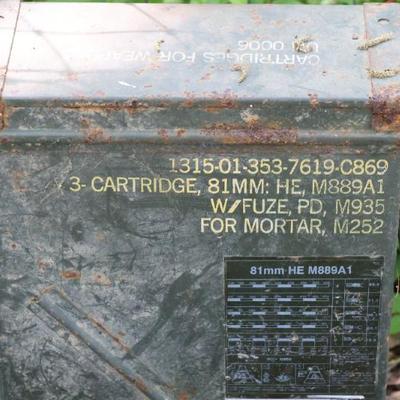 CARTRIDGES FOR WEAPONS
UN 0006
1315-01-353-7619-C869
3- CARTRIDGE, 81MM: HE, M889A1
W/FUZE, PD, M935
FOR MORTAR, M252
81mm HE M889A1